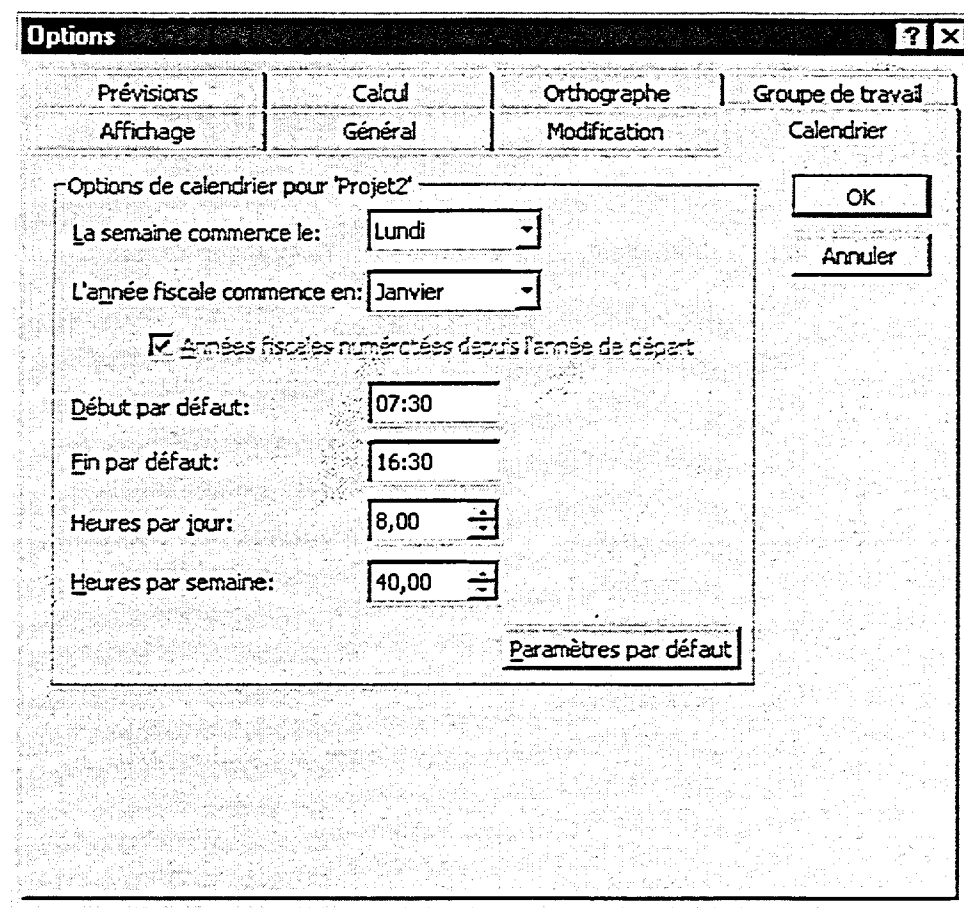 Options
Prévisions Calcul Orthographe Groupe de travail
Affichage Général Modification Calendrier
Options de calendrier pour 'Projet2'
OK
La semaine commence le: Lundi
Annuler
L'année fiscale commence en: Janvier
Années fiscales numérotées depuis l'année de départ
Début par défaut: 07:30
Fin par défaut: 16:30
Heures par jour: 8,00
Heures par semaine: 40,00
Paramètres par défaut